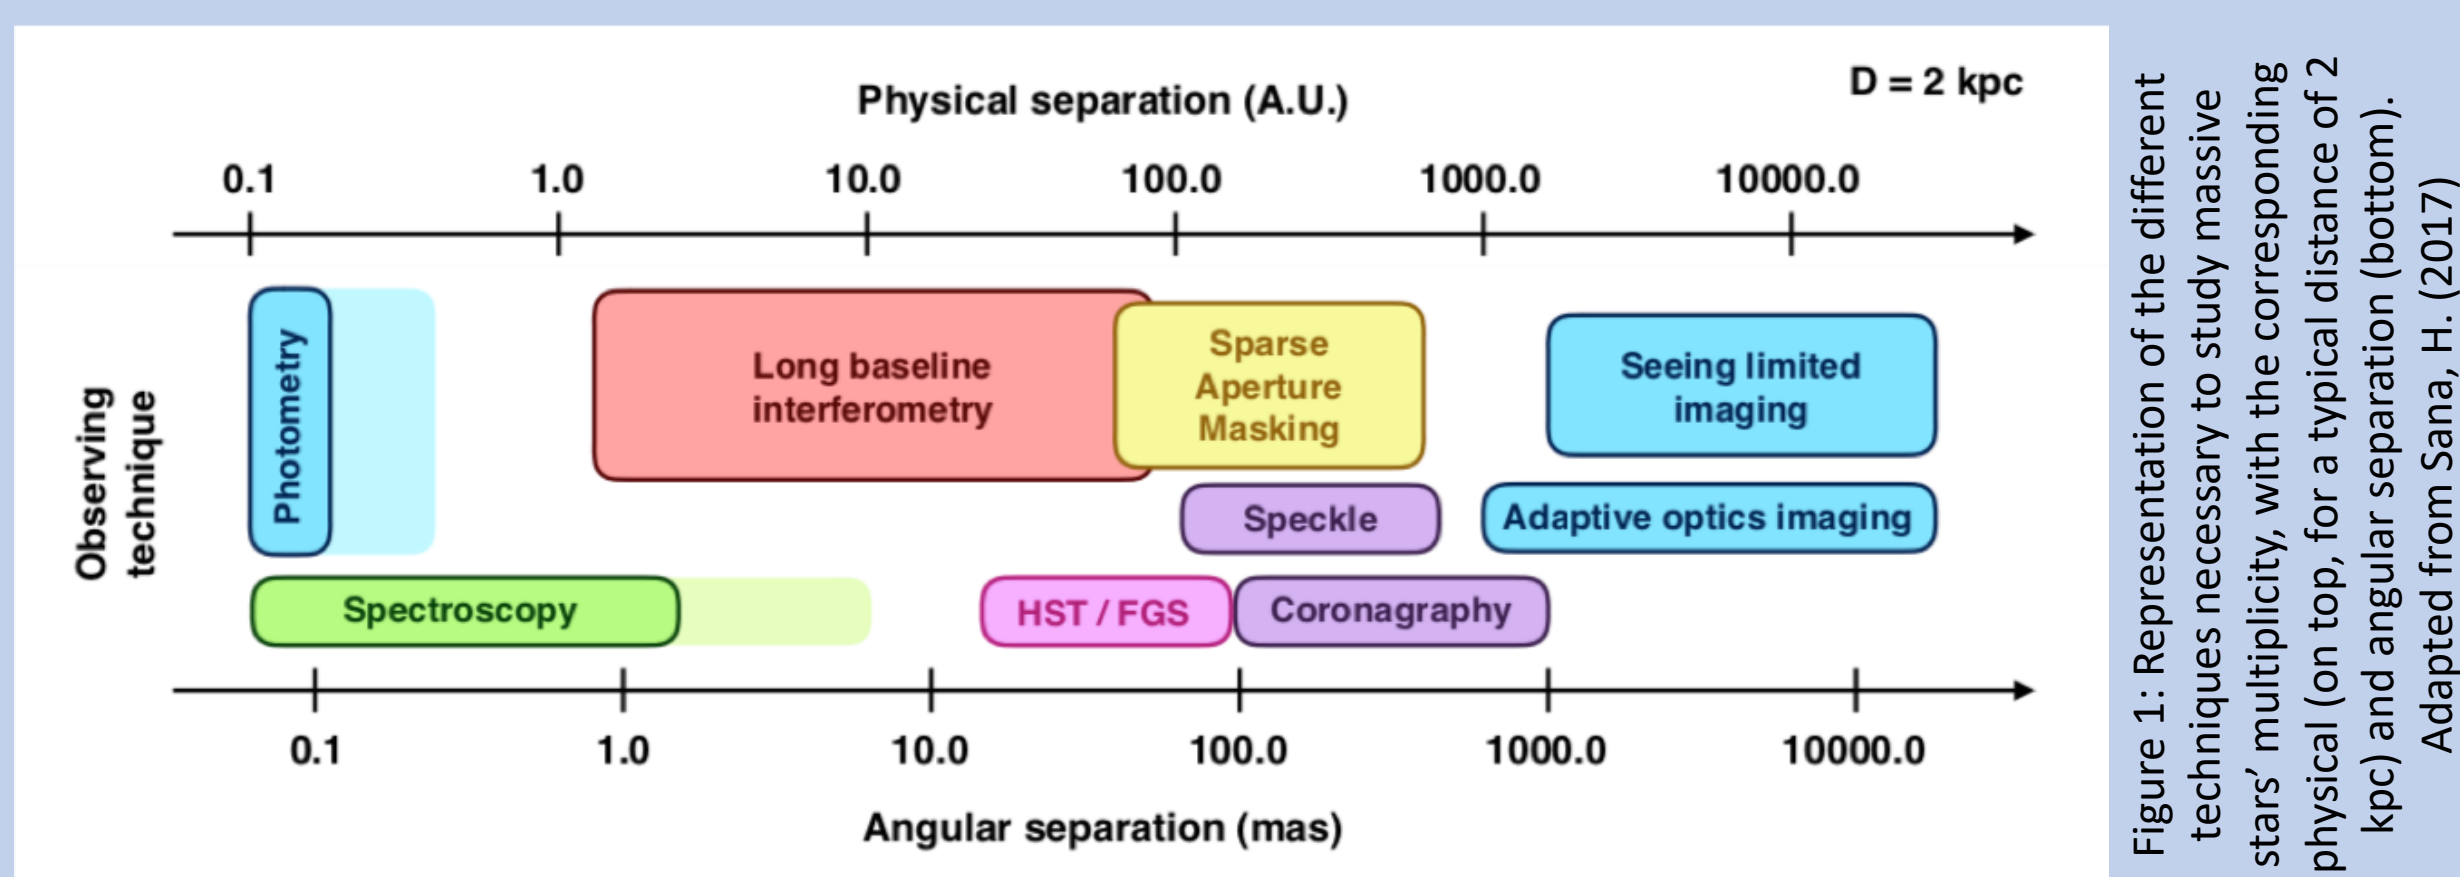 Physical separation (A.U.)
D = 2 kpc
0.1 1.0 10.0 100.0 1000.0 10000.0
Observing
technique
Photometry
Long baseline
interferometry
Sparse
Aperture
Masking
Seeing limited
imaging
Speckle
Adaptive optics imaging
Spectroscopy
HST / FGS
Coronagraphy
0.1 1.0 10.0 100.0 1000.0 10000.0
Angular separation (mas)
Figure 1: Representation of the different
techniques necessary to study massive
stars’ multiplicity, with the corresponding
physical (on top, for a typical distance of 2
kpc) and angular separation (bottom).
Adapted from Sana, H. (2017)